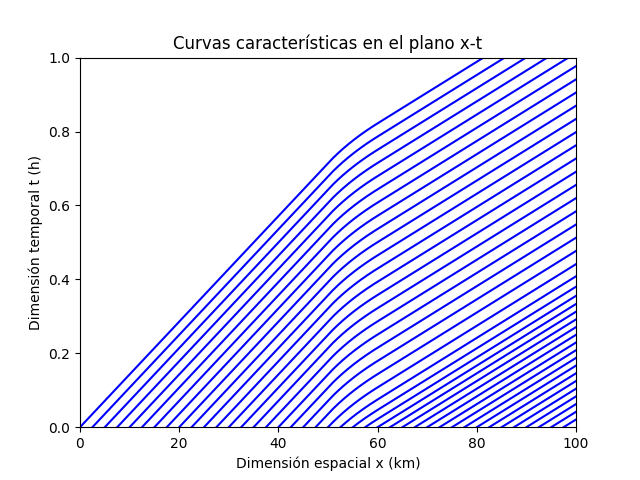 Curvas características en el plano x-t
Dimensión temporal t (h)
1.0
0.8
0.6
0.4
0.2
0.0
0 20 40 60 80 100
Dimensión espacial x (km)